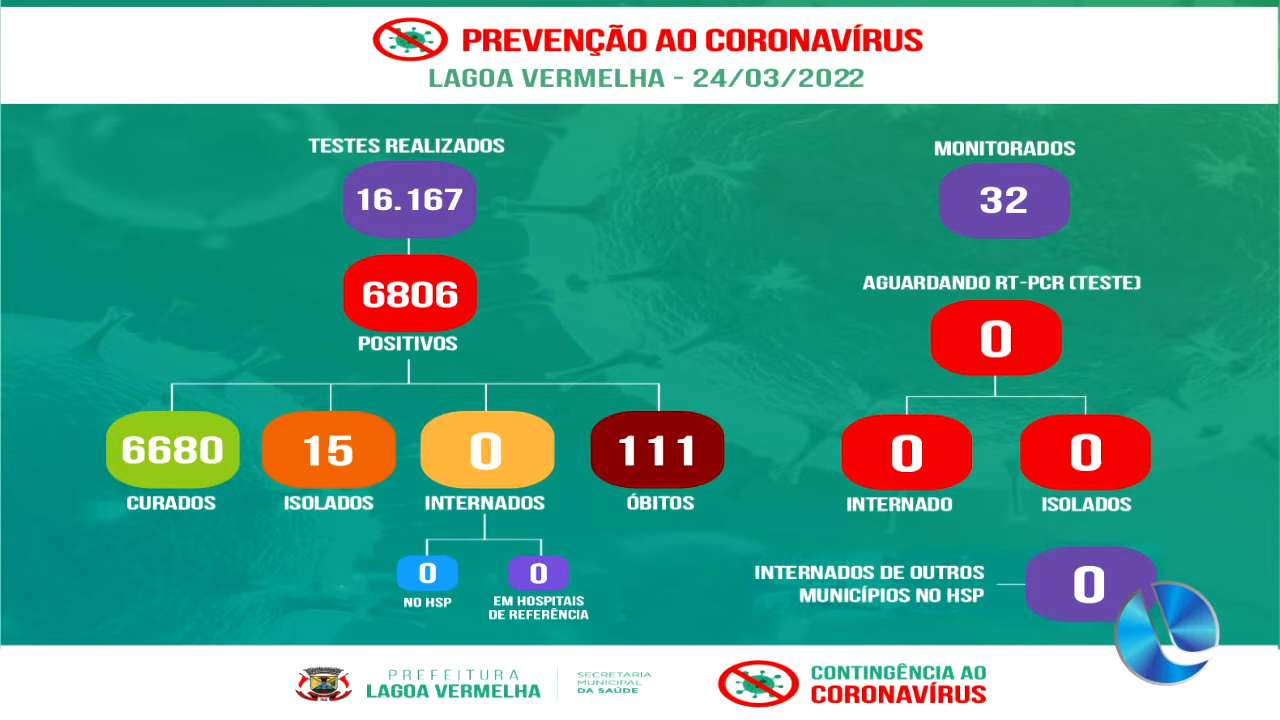 PREVENÇÃO AO CORONAVÍRUS
LAGOA VERMELHA - 24/03/2022
TESTES REALIZADOS
16.167
6806
POSITIVOS
6680
15
0
111
CURADOS
ISOLADOS
INTERNADOS
ÓBITOS
0
0
NO HSP
EM HOSPITAIS
DE REFERÊNCIA
MONITORADOS
32
AGUARDANDO RT-PCR (TESTE)
0
0
0
INTERNADO
ISOLADOS
INTERNADOS DE OUTROS
MUNICÍPIOS NO HSP
0
PREFEITURA
LAGOA VERMELHA
SECRETARIA
MUNICIPAL
DA SAÚDE
CONTINGÊNCIA AO
CORONAVÍRUS